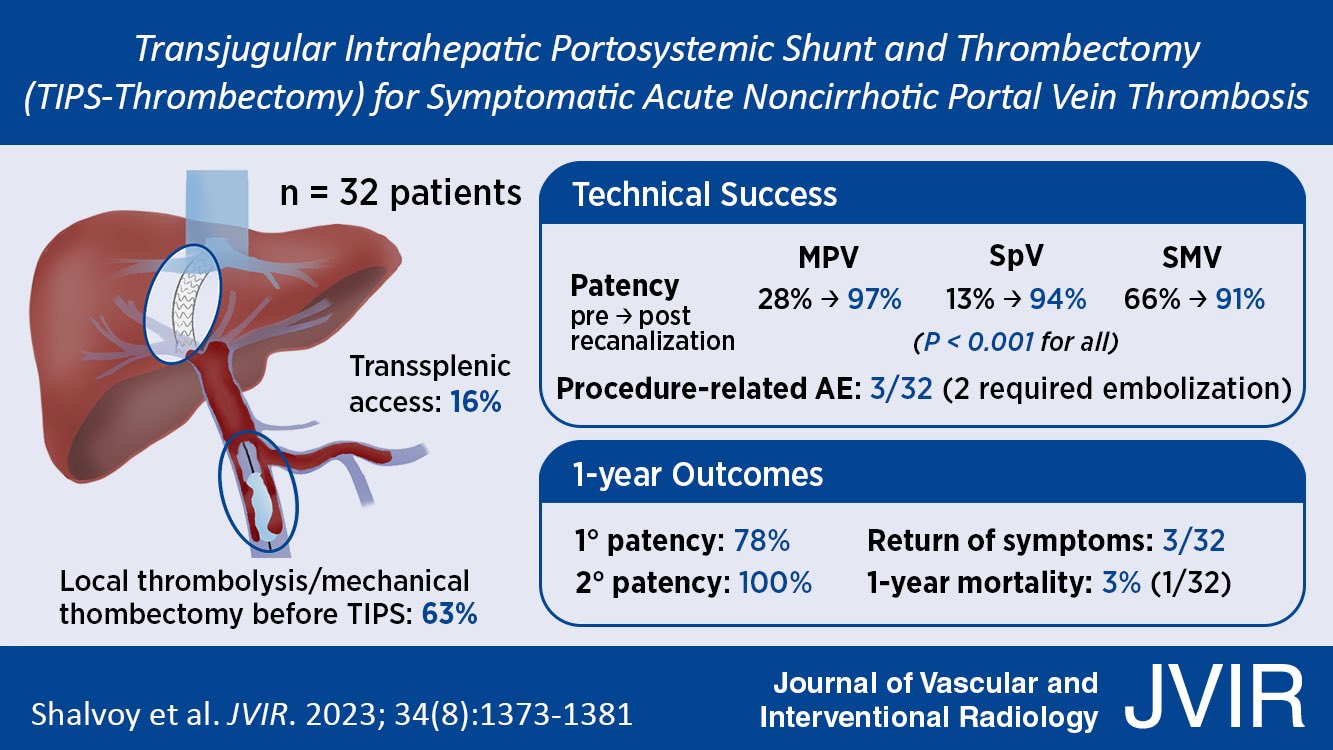 Transjugular Intrahepatic Portosystemic Shunt and Thrombectomy
(TIPS-Thrombectomy) for Symptomatic Acute Noncirrhotic Portal Vein Thrombosis
n = 32 patients
Transsplenic
access: 16%
Local thrombolysis/mechanical
thombectomy before TIPS: 63%
Technical Success
MPV SpV SMV
Patency
pre → post
recanalization
28% → 97% 13% → 94% 66% → 91%
(P < 0.001 for all)
Procedure-related AE: 3/32 (2 required embolization)
1-year Outcomes
1° patency: 78%
2° patency: 100%
Return of symptoms: 3/32
1-year mortality: 3% (1/32)
Shalvoy et al. JVIR. 2023; 34(8):1373-1381
Journal of Vascular and
Interventional Radiology
JVIR